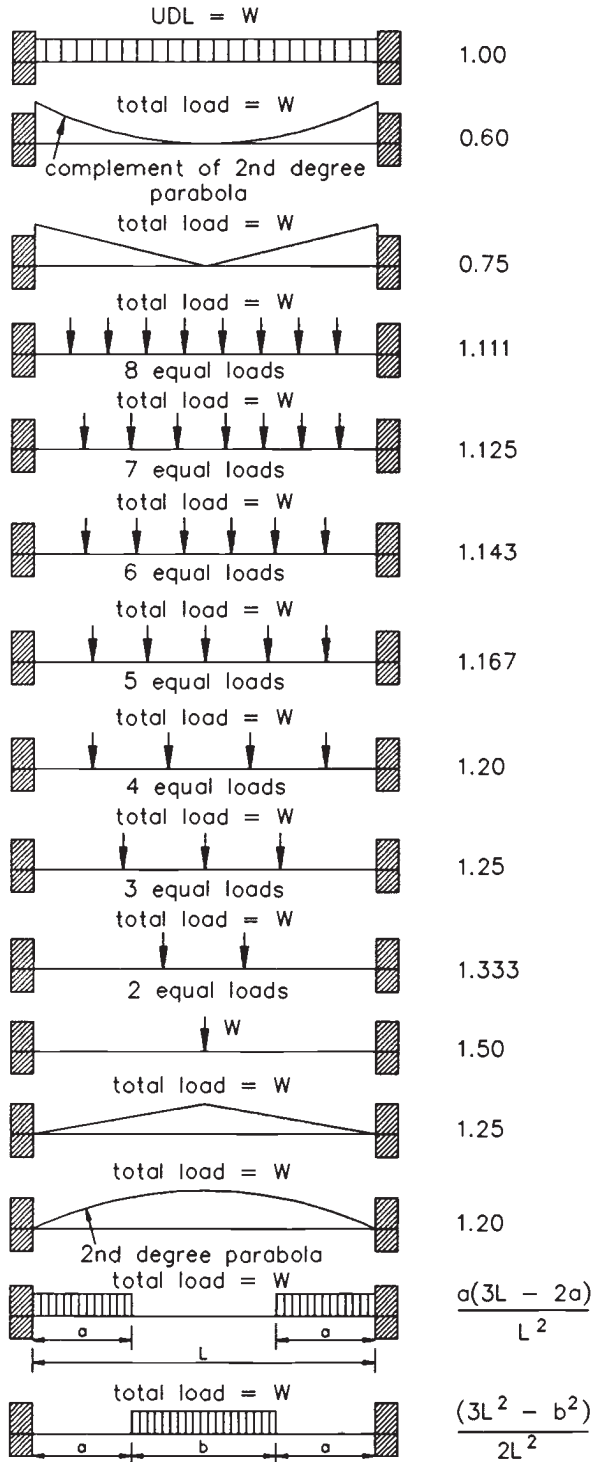 UDL = W
1.00
total load = W
0.60
complement of 2nd degree
parabola
total load = W
0.75
total load = W
1.111
8 equal loads
total load = W
1.125
7 equal loads
total load = W
1.143
6 equal loads
total load = W
1.167
5 equal loads
total load = W
1.20
4 equal loads
total load = W
1.25
3 equal loads
total load = W
1.333
2 equal loads
W
1.50
total load = W
1.25
total load = W
1.20
2nd degree parabola
total load = W
a(3L - 2a)
L²
a a
L
total load = W
(3L² - b²)
2L²
a b a